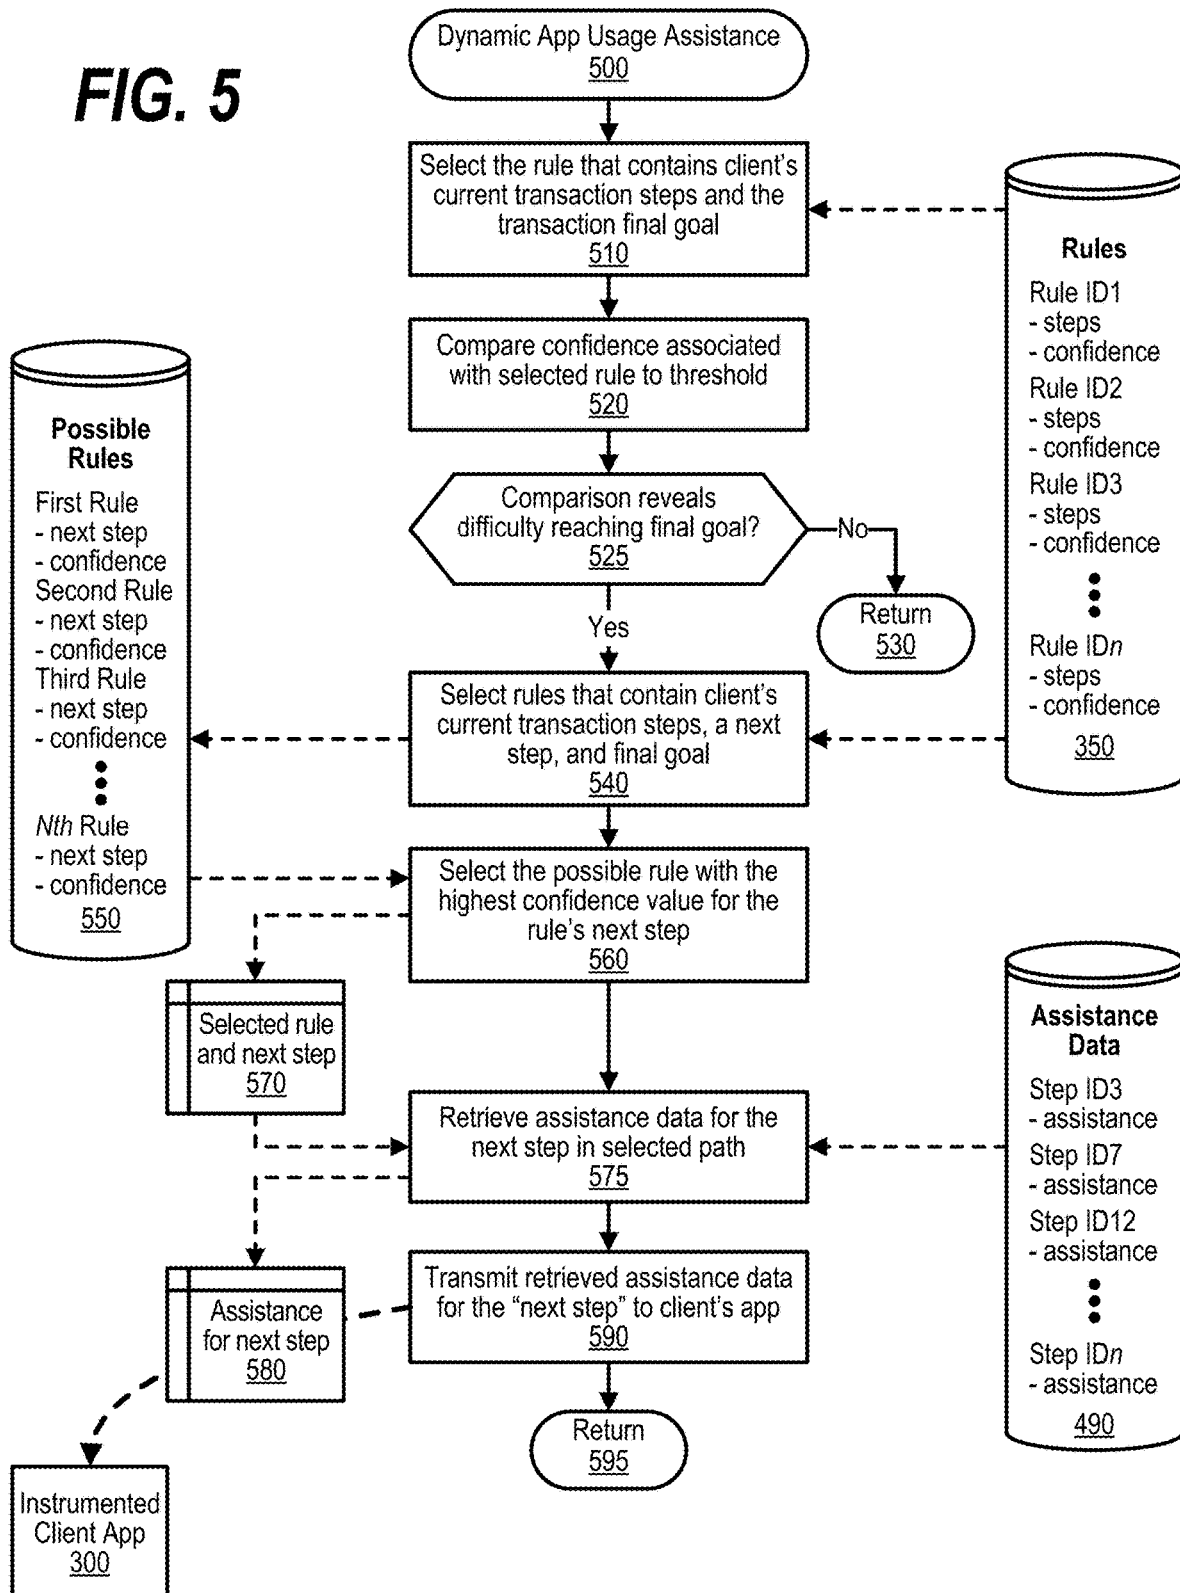 FIG. 5
Dynamic App Usage Assistance
500
Select the rule that contains client's
current transaction steps and the
transaction final goal
510
Compare confidence associated
with selected rule to threshold
520
Comparison reveals
difficulty reaching final goal?
525
No
Return
530
Yes
Select rules that contain client's
current transaction steps, a next
step, and final goal
540
Select the possible rule with the
highest confidence value for the
rule's next step
560
Retrieve assistance data for the
next step in selected path
575
Transmit retrieved assistance data
for the “next step” to client's app
590
Return
595
Rules
Rule ID1
- steps
- confidence
Rule ID2
- steps
- confidence
Rule ID3
- steps
- confidence
Rule IDn
- steps
- confidence
350
Possible
Rules
First Rule
- next step
- confidence
Second Rule
- next step
- confidence
Third Rule
- next step
- confidence
Nth Rule
- next step
- confidence
550
Selected rule
and next step
570
Assistance
for next step
580
Instrumented
Client App
300
Assistance
Data
Step ID3
- assistance
Step ID7
- assistance
Step ID12
- assistance
Step IDn
- assistance
490